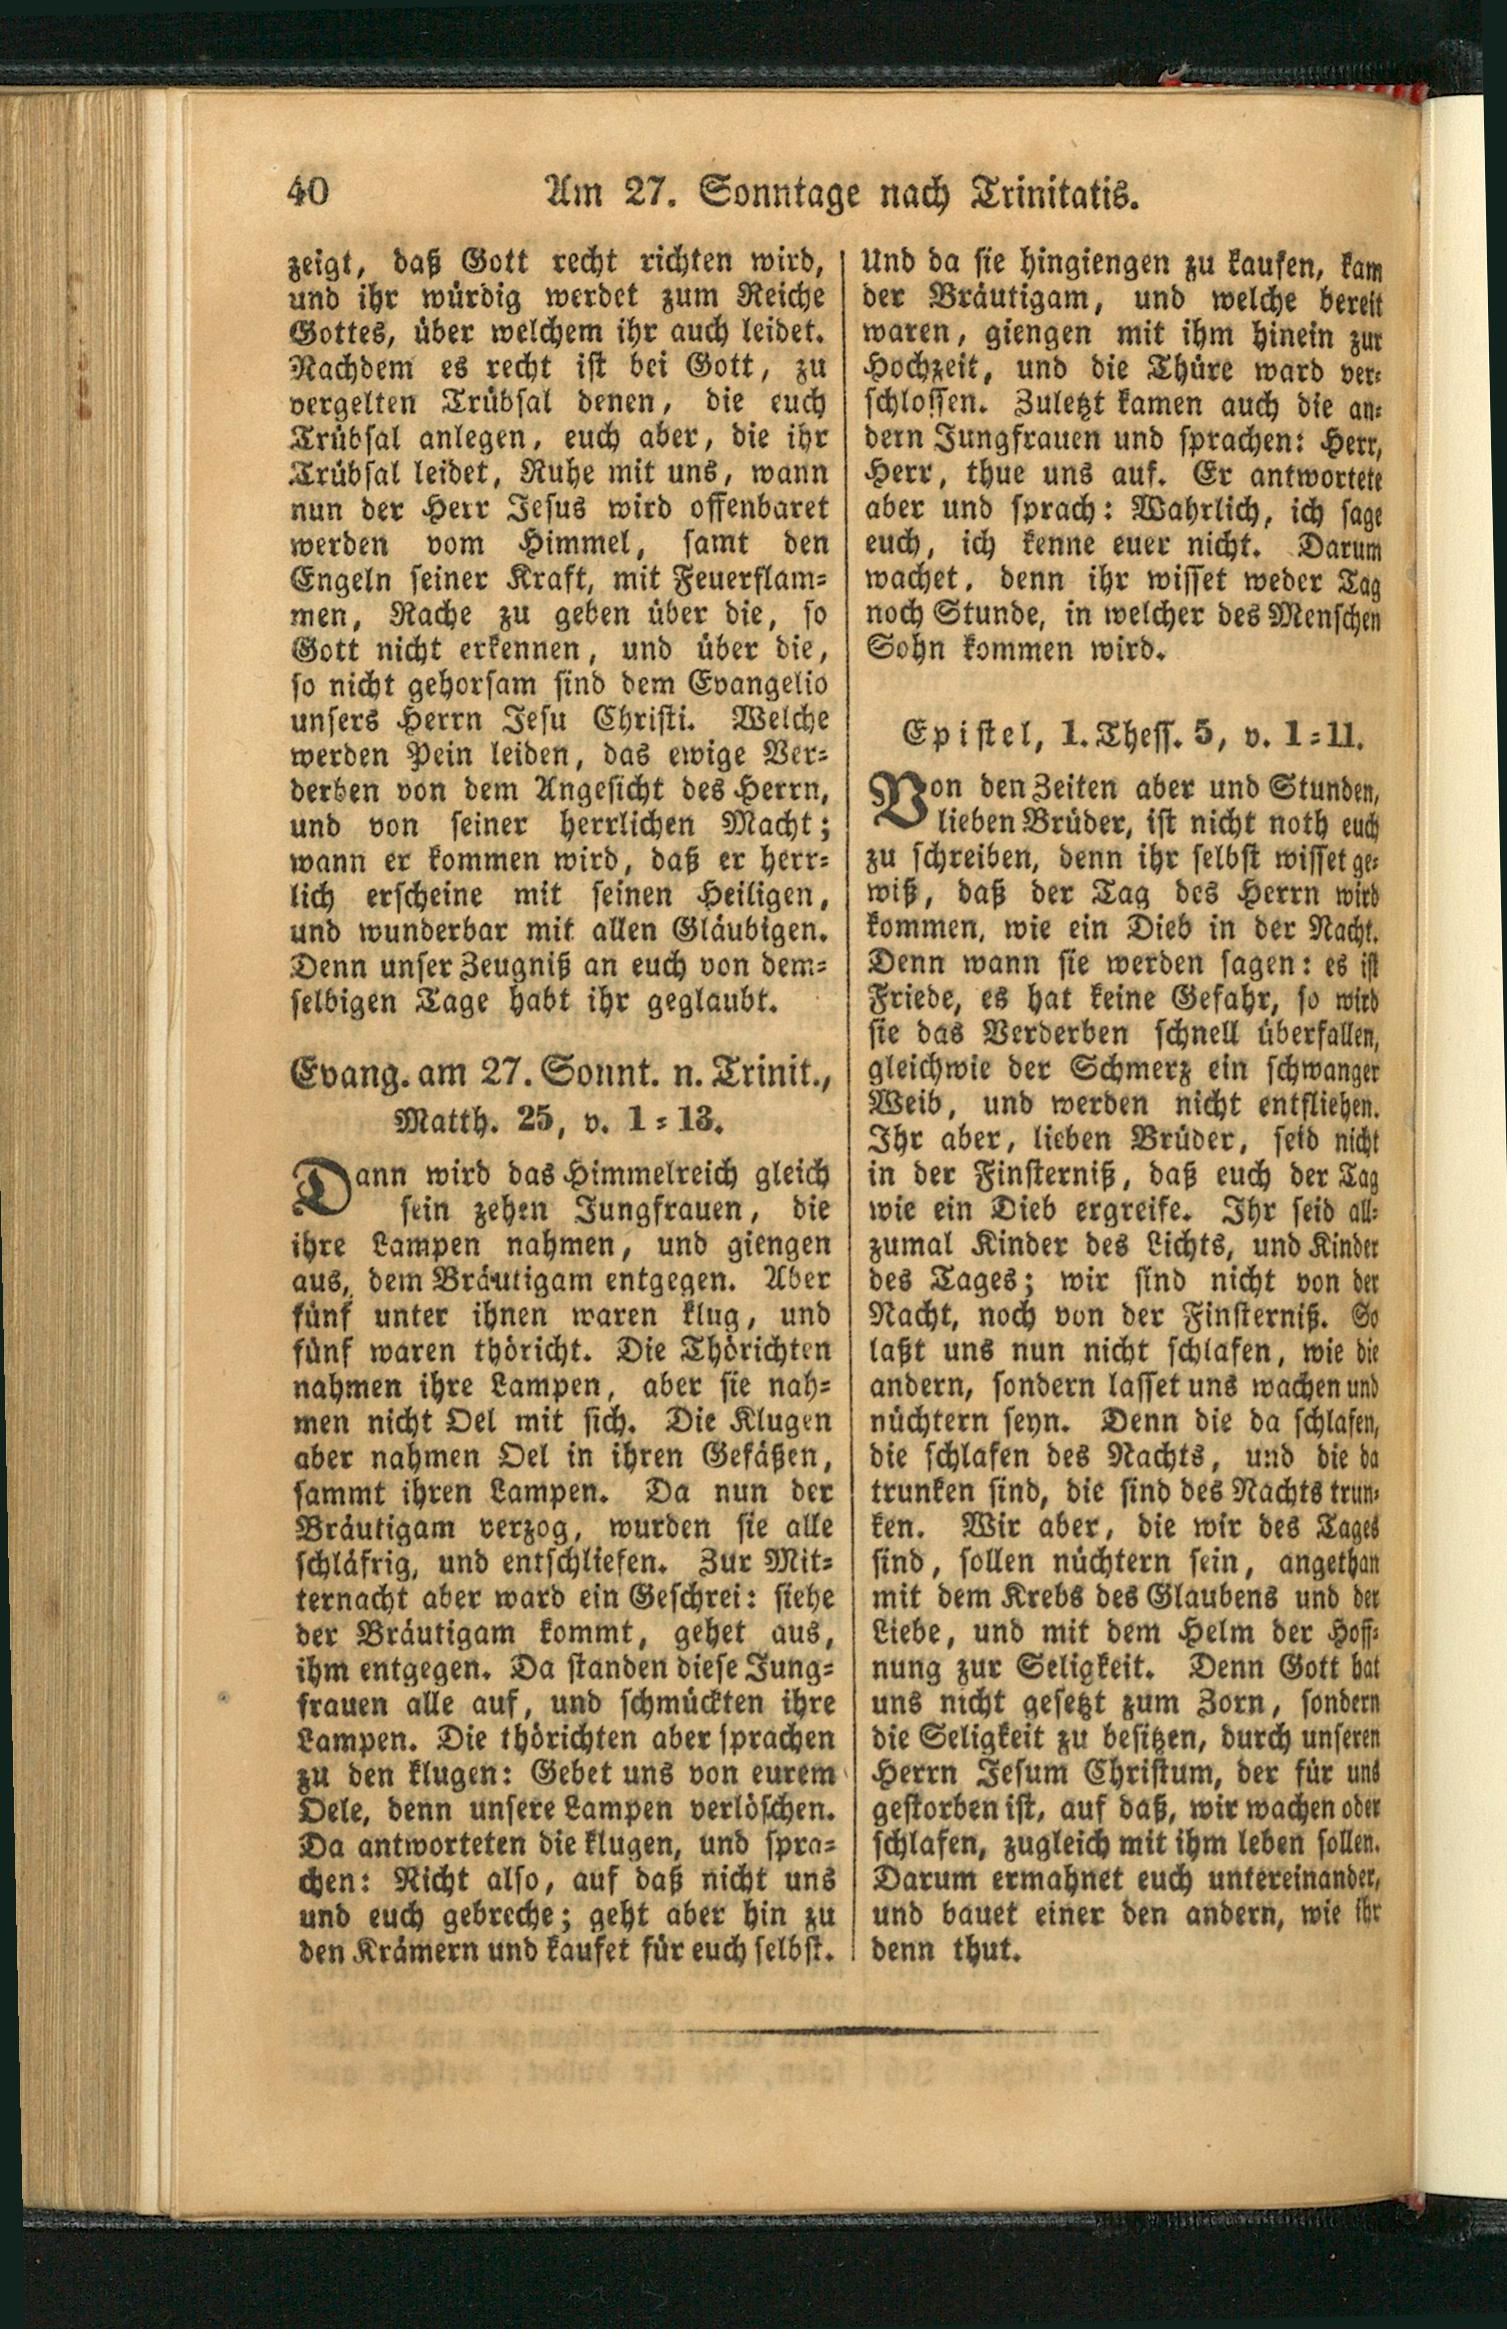 40 Am 27. Sonntage nach Trinitatis.
zeigt, daß Gott recht richten wird,
und ihr würdig werdet zum Reiche
Gottes, über welchem ihr auch leidet.
Nachdem es recht ist bei Gott, zu
vergelten Trübsal denen, die euch
Trübsal anlegen, euch aber, die ihr
Trübsal leidet, Ruhe mit uns, wann
nun der Herr Jesus wird offenbaret
werden vom Himmel, samt den
Engeln seiner Kraft, mit Feuerflam-
men, Rache zu geben über die, so
Gott nicht erkennen, und über die,
so nicht gehorsam sind dem Evangelio
unsers Herrn Jesu Christi. Welche
werden Pein leiden, das ewige Ver-
derben von dem Angesicht des Herrn,
und von seiner herrlichen Macht;
wann er kommen wird, daß er herr-
lich erscheine mit seinen Heiligen,
und wunderbar mit allen Gläubigen.
Denn unser Zeugniß an euch von dem-
selbigen Tage habt ihr geglaubt.
Evang. am 27. Sonnt. n. Trinit.,
Matth. 25, v. 1-13.
Dann wird das Himmelreich gleich
sein zehen Jungfrauen, die
ihre Lampen nahmen, und giengen
aus, dem Bräutigam entgegen. Aber
fünf unter ihnen waren klug, und
fünf waren thöricht. Die Thörichten
nahmen ihre Lampen, aber sie nah-
men nicht Oel mit sich. Die Klugen
aber nahmen Oel in ihren Gefäßen,
sammt ihren Lampen. Da nun der
Bräutigam verzog, wurden sie alle
schläfrig, und entschliefen. Zur Mit-
ternacht aber ward ein Geschrei: siehe
der Bräutigam kommt, gehet aus,
ihm entgegen. Da standen diese Jung-
frauen alle auf, und schmückten ihre
Lampen. Die thörichten aber sprachen
zu den klugen: Gebet uns von eurem
Oele, denn unsere Lampen verlöschen.
Da antworteten die klugen, und spra-
chen: Nicht also, auf daß nicht uns
und euch gebreche; geht aber hin zu
den Krämern und kaufet für euch selbst.
Und da sie hingiengen zu kaufen, kam
der Bräutigam, und welche bereit
waren, giengen mit ihm hinein zur
Hochzeit, und die Thüre ward ver-
schlossen. Zuletzt kamen auch die an-
dern Jungfrauen und sprachen: Herr,
Herr, thue uns auf. Er antwortete
aber und sprach: Wahrlich, ich sage
euch, ich kenne euer nicht. Darum
wachet, denn ihr wisset weder Tag
noch Stunde, in welcher des Menschen
Sohn kommen wird.
Epistel, 1. Thess. 5, v. 1-11.
Von den Zeiten aber und Stunden,
lieben Brüder, ist nicht noth euch
zu schreiben, denn ihr selbst wisset ge-
wiß, daß der Tag des Herrn wird
kommen, wie ein Dieb in der Nacht.
Denn wann sie werden sagen: es ist
Friede, es hat keine Gefahr, so wird
sie das Verderben schnell überfallen,
gleichwie der Schmerz ein schwanger
Weib, und werden nicht entfliehen.
Ihr aber, lieben Brüder, seid nicht
in der Finsterniß, daß euch der Tag
wie ein Dieb ergreife. Ihr seid all-
zumal Kinder des Lichts, und Kinder
des Tages; wir sind nicht von der
Nacht, noch von der Finsterniß. So
laßt uns nun nicht schlafen, wie die
andern, sondern lasset uns wachen und
nüchtern seyn. Denn die da schlafen,
die schlafen des Nachts, und die da
trunken sind, die sind des Nachts trun-
ken. Wir aber, die wir des Tages
sind, sollen nüchtern sein, angethan
mit dem Krebs des Glaubens und der
Liebe, und mit dem Helm der Hoff-
nung zur Seligkeit. Denn Gott hat
uns nicht gesetzt zum Zorn, sondern
die Seligkeit zu besitzen, durch unseren
Herrn Jesum Christum, der für uns
gestorben ist, auf daß, wir wachen oder
schlafen, zugleich mit ihm leben sollen.
Darum ermahnet euch untereinander,
und bauet einer den andern, wie ihr
denn thut.